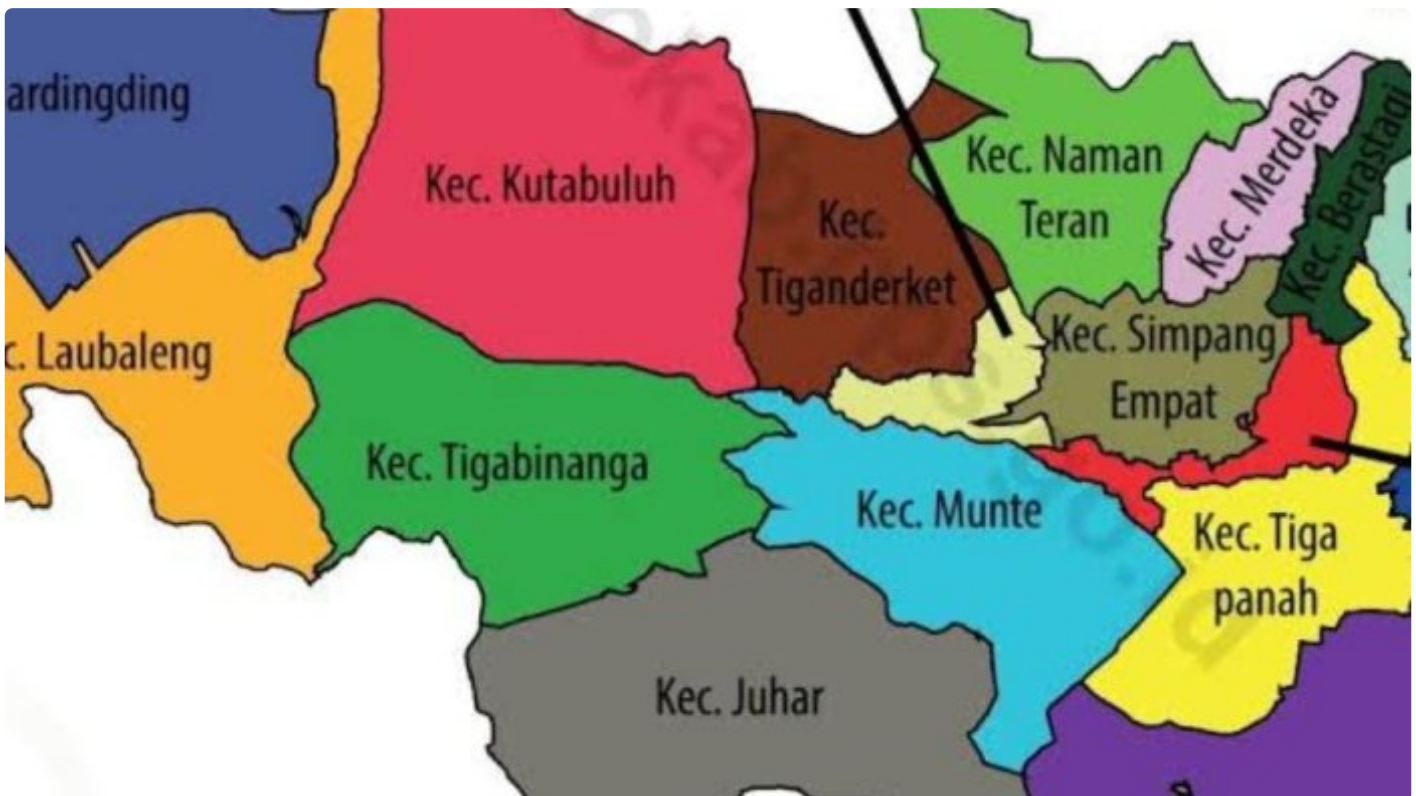 ardingding
Kec. Kutabuluh
Kec. Naman
Teran
Kec. Merdeka
Kec. Berastagi
Kec.
Tiganderket
c. Laubaleng
Kec. Simpang
Empat
Kec. Tigabinanga
Kec. Munte
Kec. Tiga
panah
Kec. Juhar